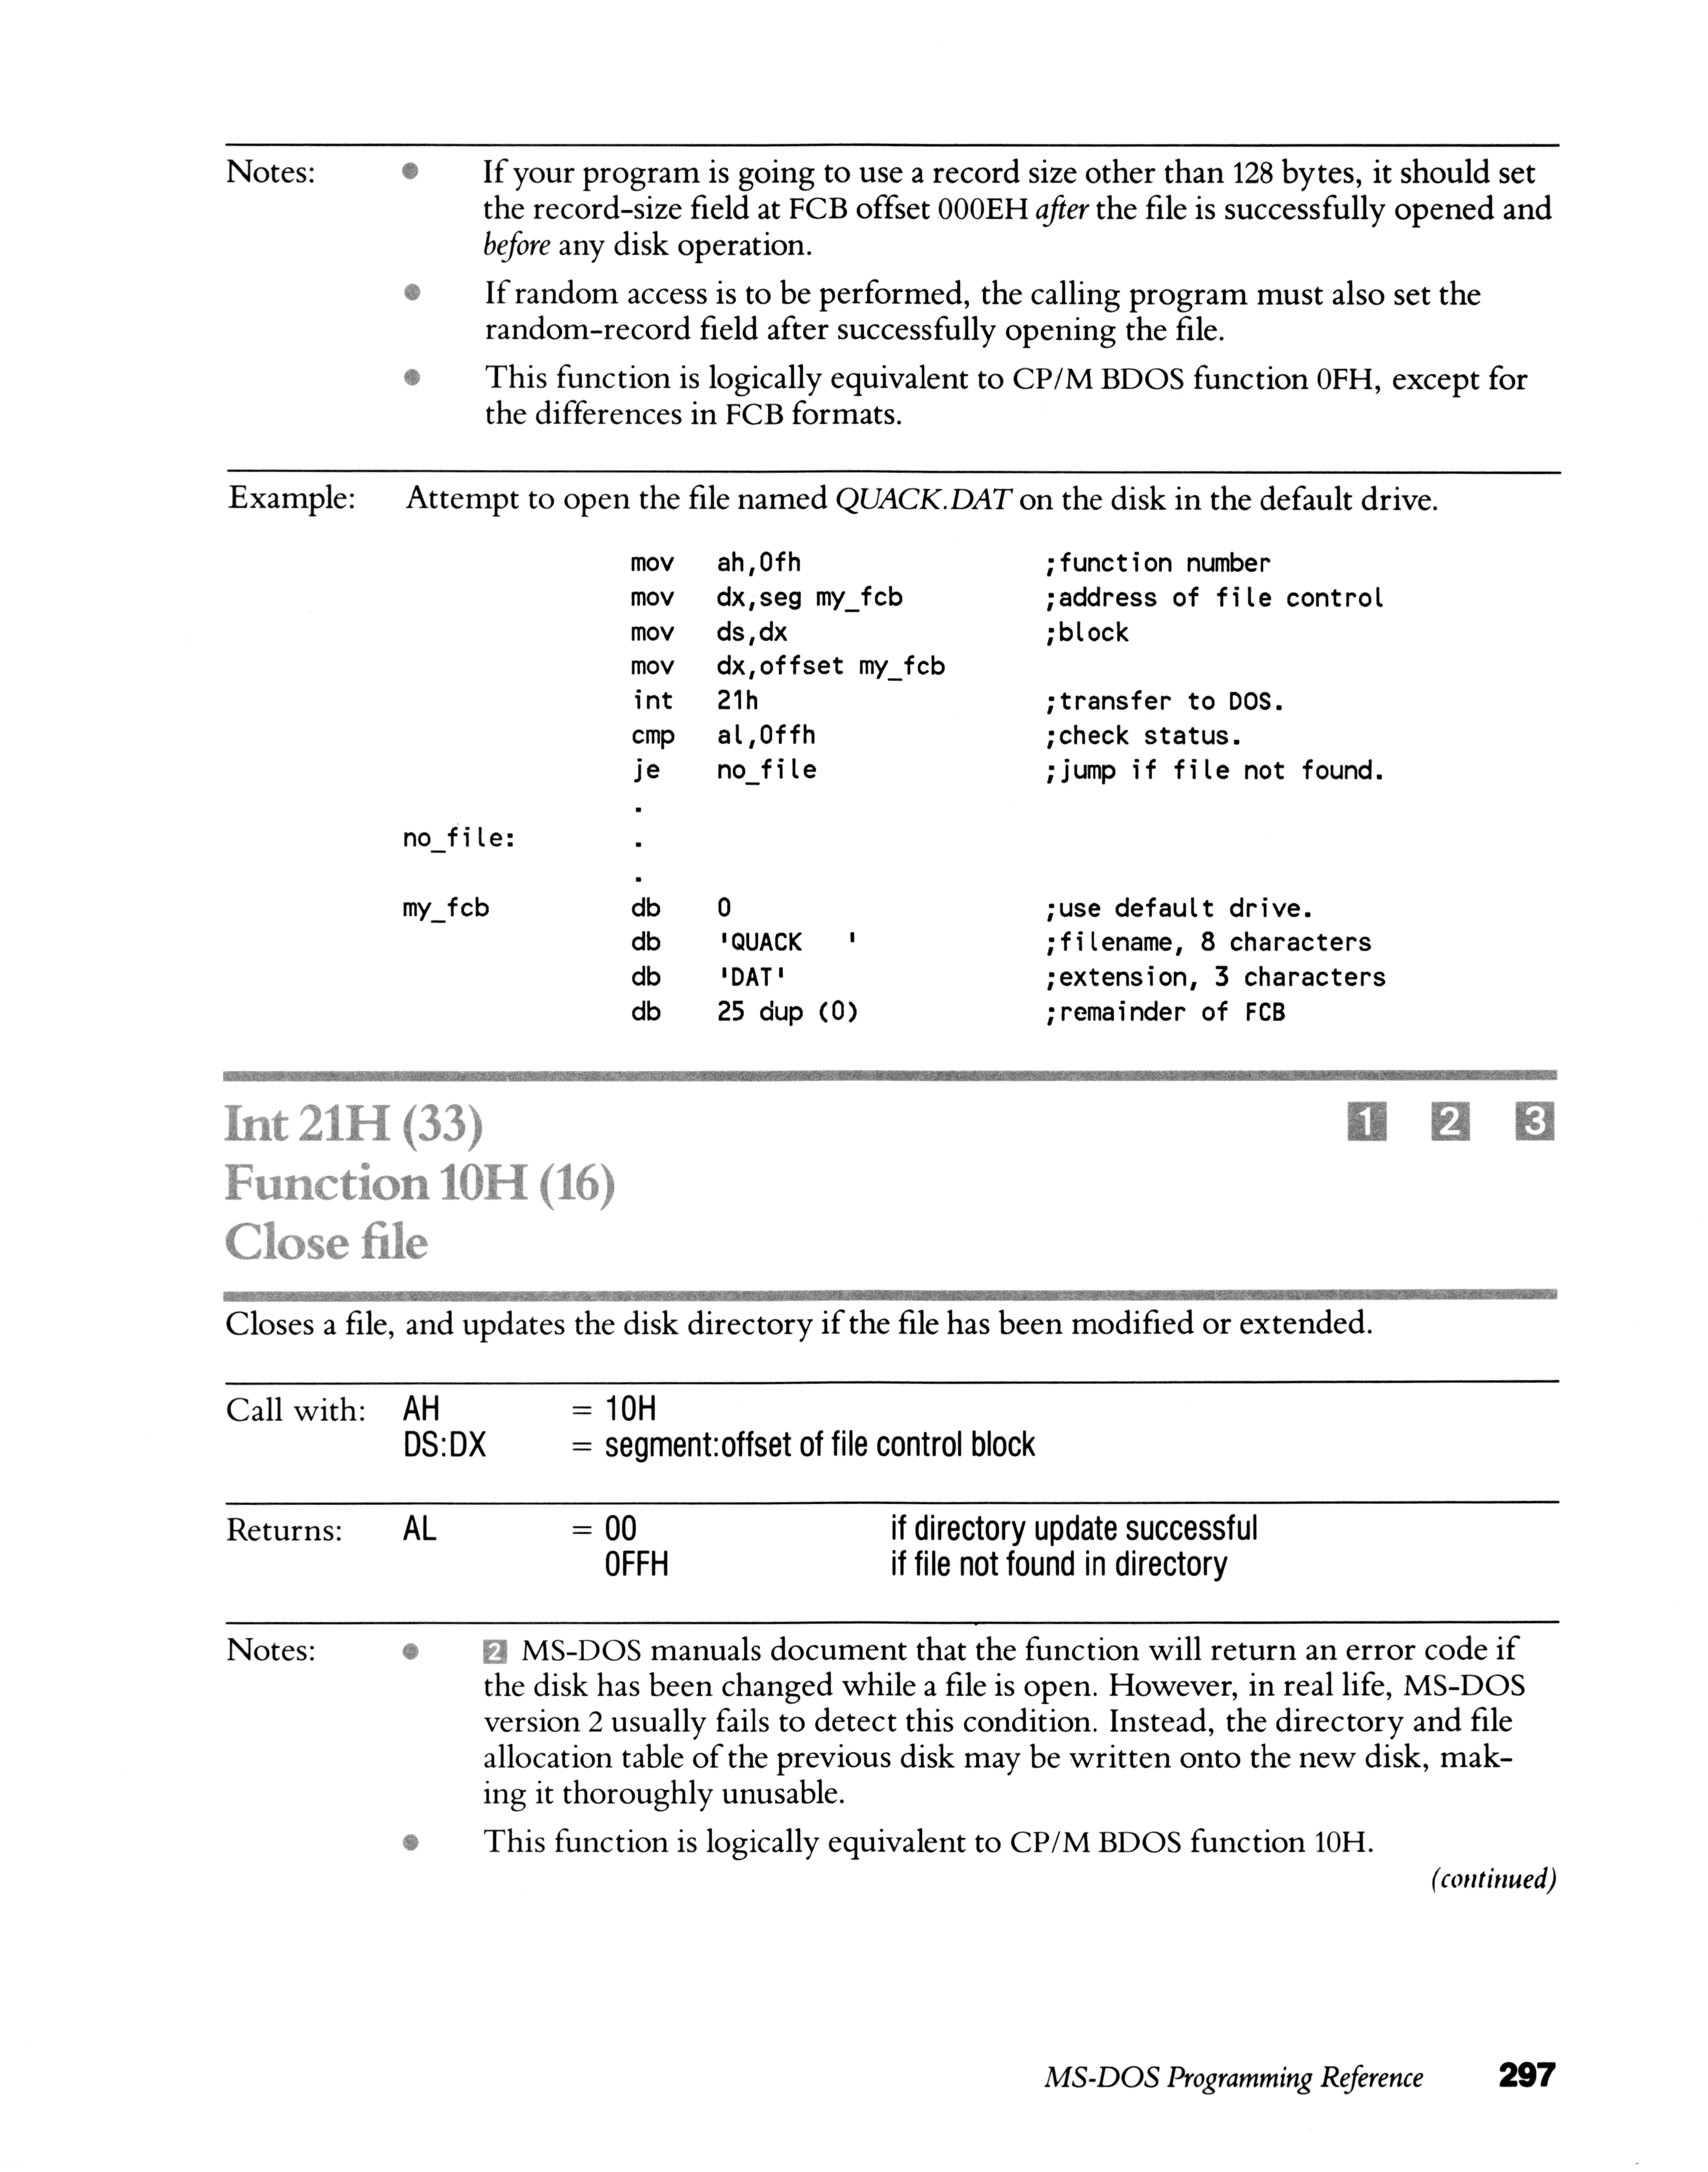 Notes: • If your program is going to use a record size other than 128 bytes, it should set
the record-size field at FCB offset 000EH after the file is successfully opened and
before any disk operation.
• If random access is to be performed, the calling program must also set the
random-record field after successfully opening the file.
• This function is logically equivalent to CP/M BDOS function 0FH, except for
the differences in FCB formats.
Example: Attempt to open the file named QUACK.DAT on the disk in the default drive.
mov ah,0fh ;function number
mov dx,seg my_fcb ;address of file control
mov ds,dx ;block
mov dx,offset my_fcb
int 21h ;transfer to DOS.
cmp al,0ffh ;check status.
je no_file ;jump if file not found.
.
no_file: .
.
my_fcb db 0 ;use default drive.
db 'QUACK   ' ;filename, 8 characters
db 'DAT' ;extension, 3 characters
db 25 dup (0) ;remainder of FCB
Int 21H (33) 1 2 3
Function 10H (16)
Close file
Closes a file, and updates the disk directory if the file has been modified or extended.
Call with: AH = 10H
DS:DX = segment:offset of file control block
Returns: AL = 00 if directory update successful
0FFH if file not found in directory
Notes: • 2 MS-DOS manuals document that the function will return an error code if
the disk has been changed while a file is open. However, in real life, MS-DOS
version 2 usually fails to detect this condition. Instead, the directory and file
allocation table of the previous disk may be written onto the new disk, mak-
ing it thoroughly unusable.
• This function is logically equivalent to CP/M BDOS function 10H.
(continued)
MS-DOS Programming Reference 297